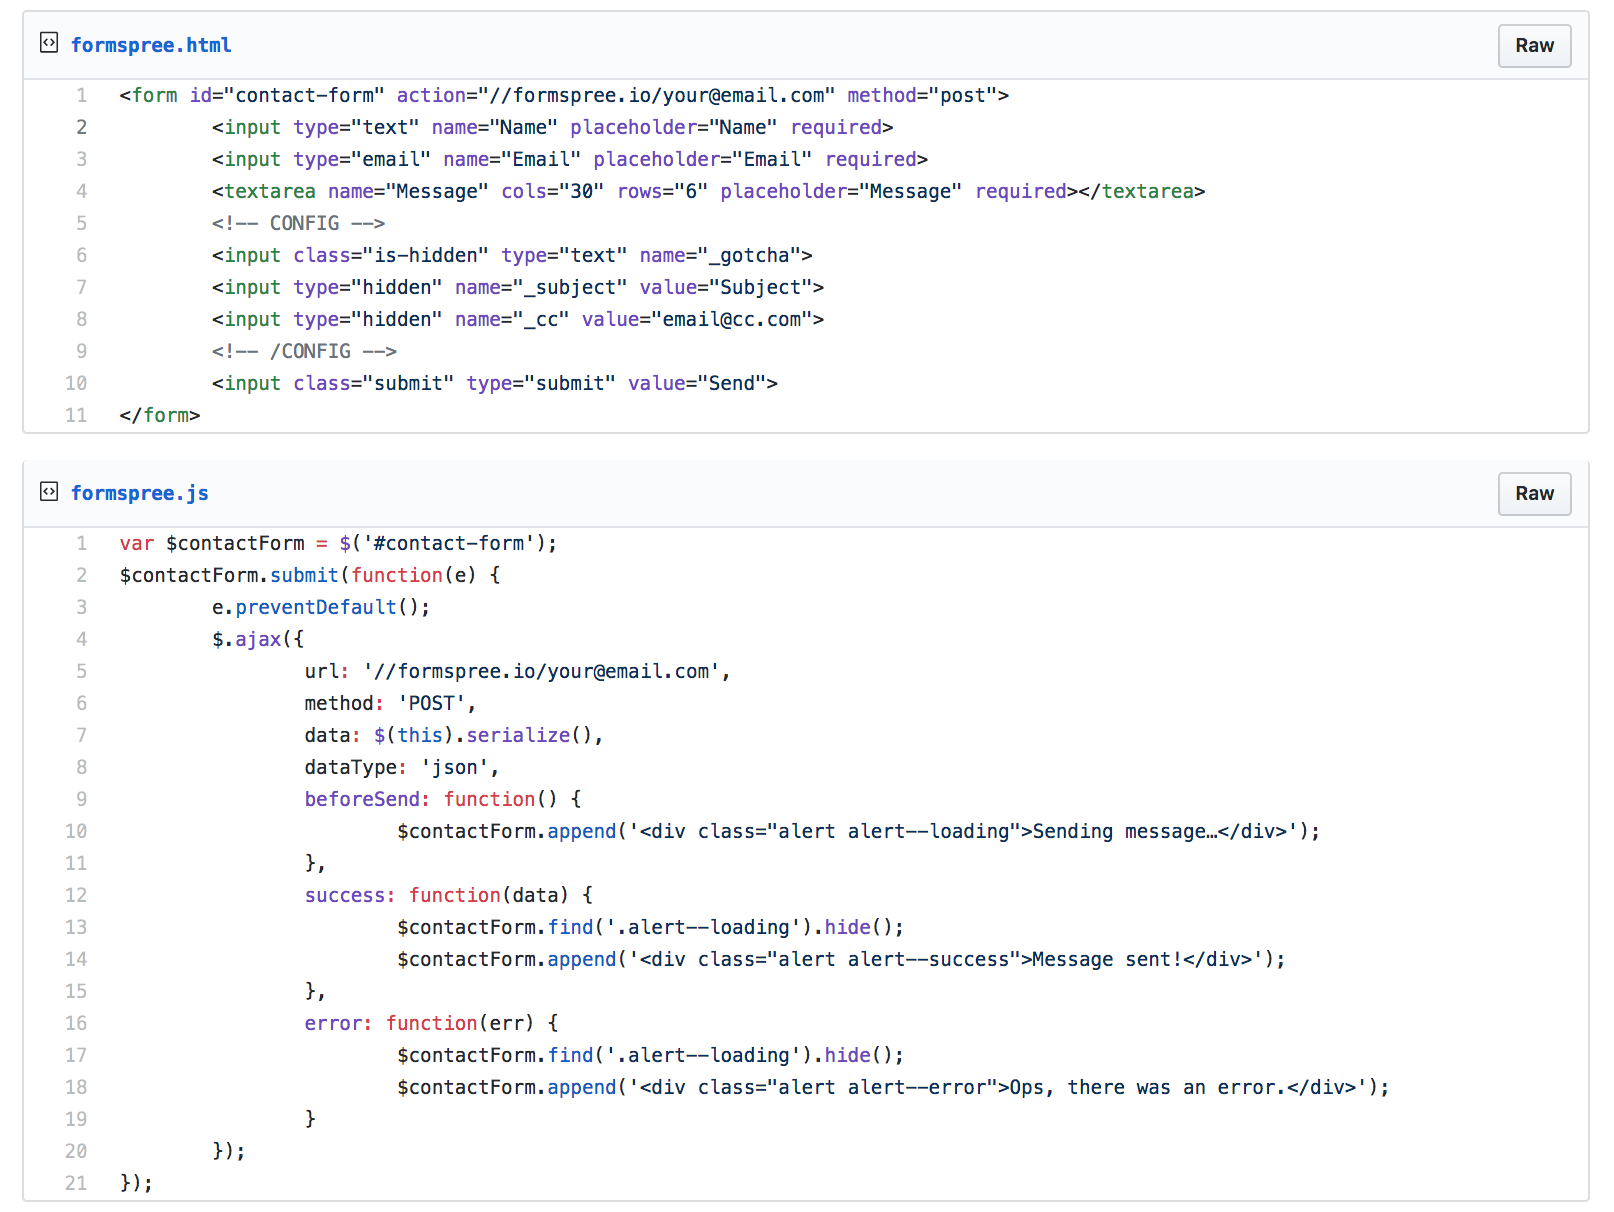 formspree.html
Raw
1 <form id="contact-form" action="//formspree.io/your@email.com" method="post">
2 <input type="text" name="Name" placeholder="Name" required>
3 <input type="email" name="Email" placeholder="Email" required>
4 <textarea name="Message" cols="30" rows="6" placeholder="Message" required></textarea>
5 <!-- CONFIG -->
6 <input class="is-hidden" type="text" name="_gotcha">
7 <input type="hidden" name="_subject" value="Subject">
8 <input type="hidden" name="_cc" value="email@cc.com">
9 <!-- /CONFIG -->
10 <input class="submit" type="submit" value="Send">
11 </form>
formspree.js
Raw
1 var $contactForm = $('#contact-form');
2 $contactForm.submit(function(e) {
3 e.preventDefault();
4 $.ajax({
5 url: '//formspree.io/your@email.com',
6 method: 'POST',
7 data: $(this).serialize(),
8 dataType: 'json',
9 beforeSend: function() {
10 $contactForm.append('<div class="alert alert--loading">Sending message…</div>');
11 },
12 success: function(data) {
13 $contactForm.find('.alert--loading').hide();
14 $contactForm.append('<div class="alert alert--success">Message sent!</div>');
15 },
16 error: function(err) {
17 $contactForm.find('.alert--loading').hide();
18 $contactForm.append('<div class="alert alert--error">Ops, there was an error.</div>');
19 }
20 });
21 });